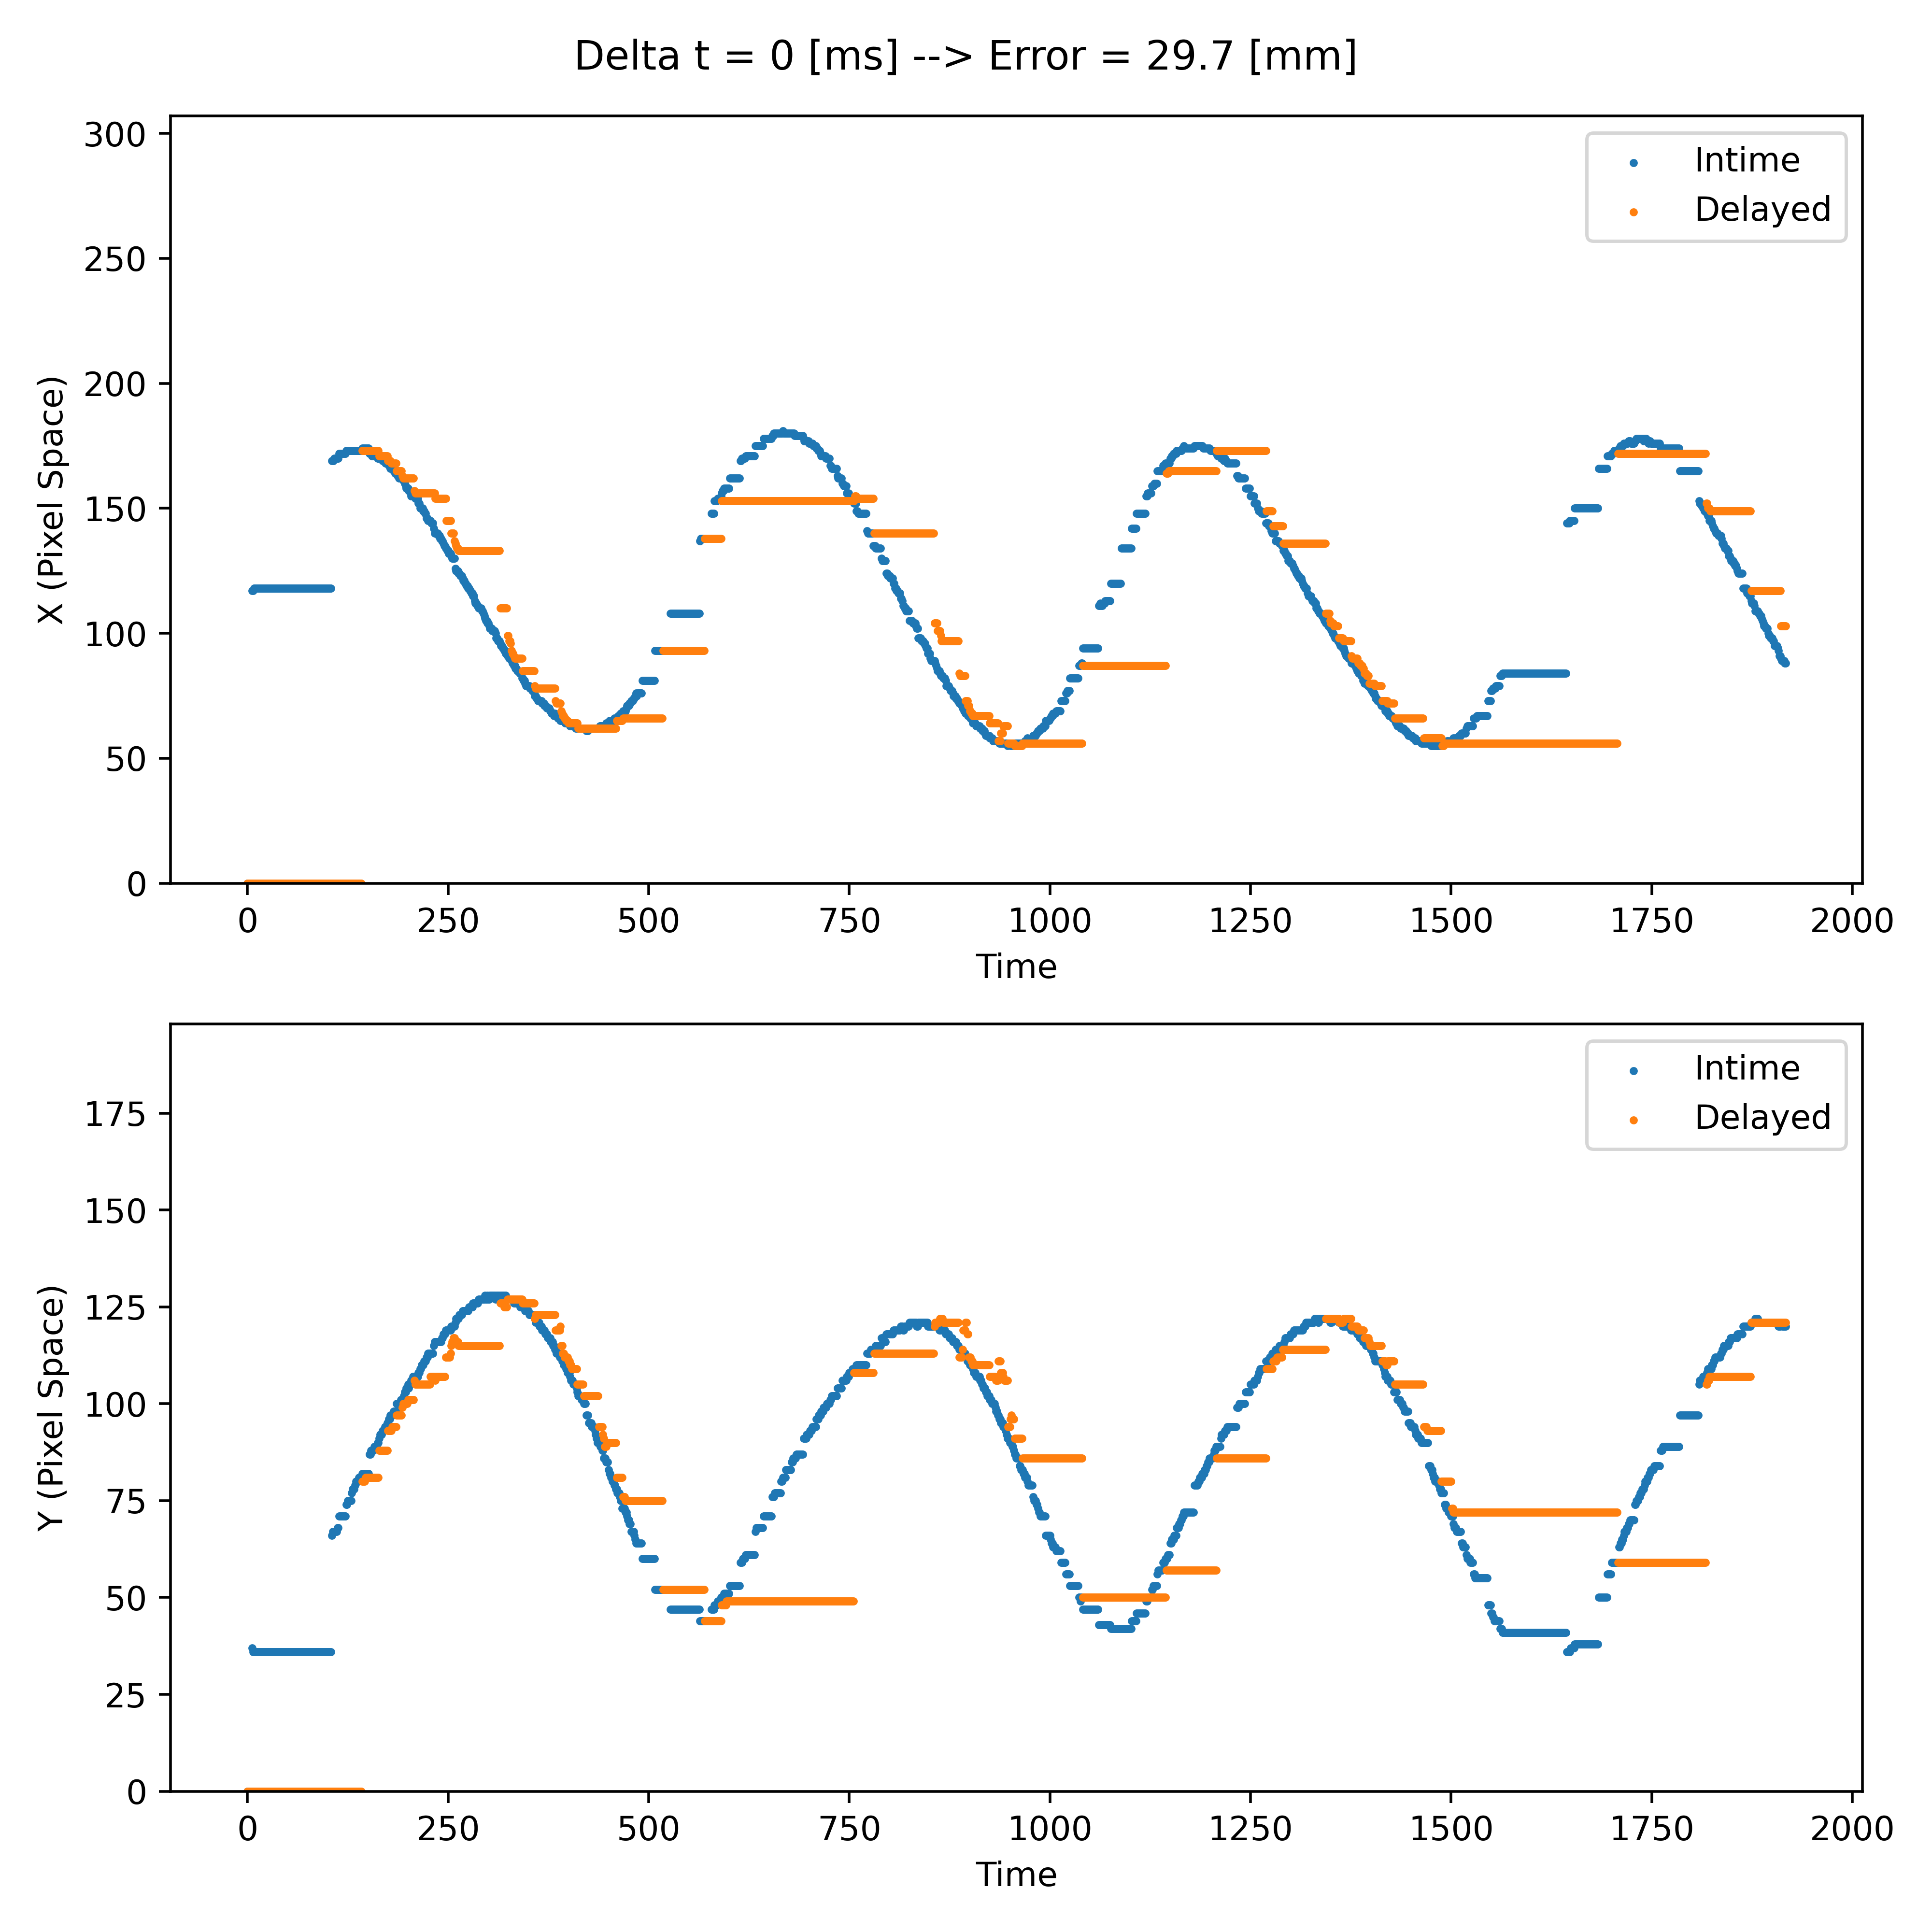 Delta t = 0 [ms] --> Error = 29.7 [mm]
300
250
200
150
100
50
0
X (Pixel Space)
Intime
Delayed
0 250 500 750 1000 1250 1500 1750 2000
Time
175
150
125
100
75
50
25
0
Y (Pixel Space)
Intime
Delayed
0 250 500 750 1000 1250 1500 1750 2000
Time